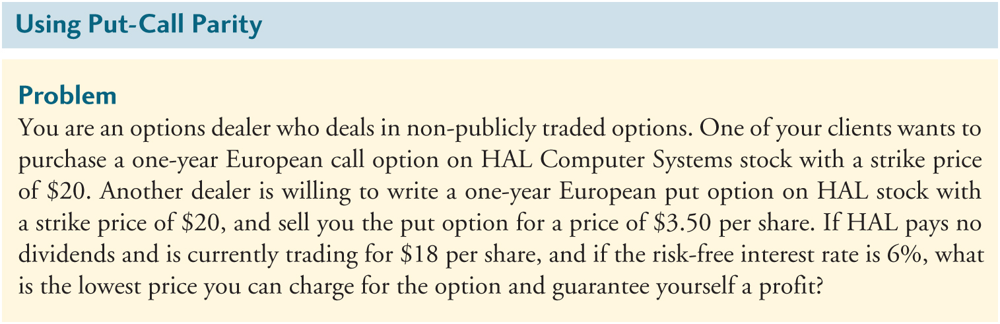 Using Put-Call Parity
Problem
You are an options dealer who deals in non-publicly traded options. One of your clients wants to
purchase a one-year European call option on HAL Computer Systems stock with a strike price
of $20. Another dealer is willing to write a one-year European put option on HAL stock with
a strike price of $20, and sell you the put option for a price of $3.50 per share. If HAL pays no
dividends and is currently trading for $18 per share, and if the risk-free interest rate is 6%, what
is the lowest price you can charge for the option and guarantee yourself a profit?